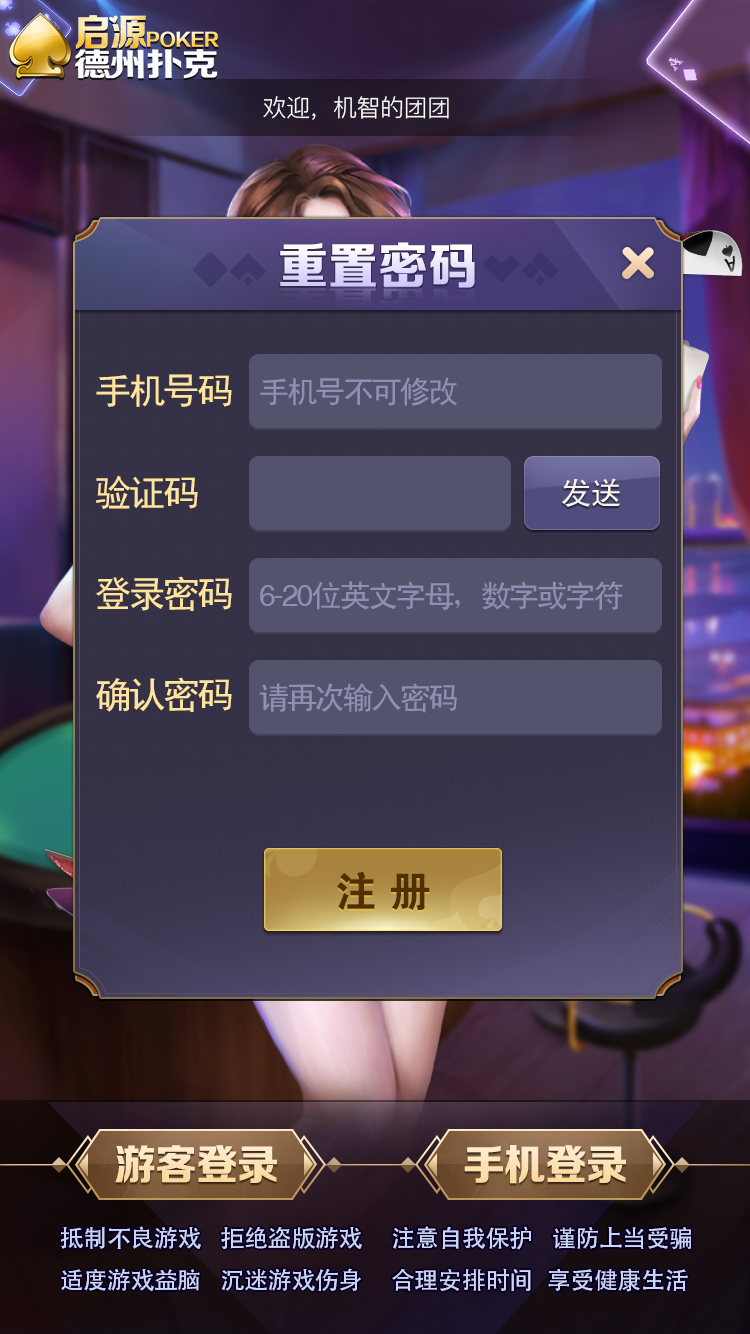 启源POKER
德州扑克
欢迎，机智的团团
重置密码
手机号码 手机号不可修改
验证码 发送
登录密码 6-20位英文字母，数字或字符
确认密码 请再次输入密码
注 册
游客登录 手机登录
抵制不良游戏 拒绝盗版游戏 注意自我保护 谨防上当受骗
适度游戏益脑 沉迷游戏伤身 合理安排时间 享受健康生活
A
A